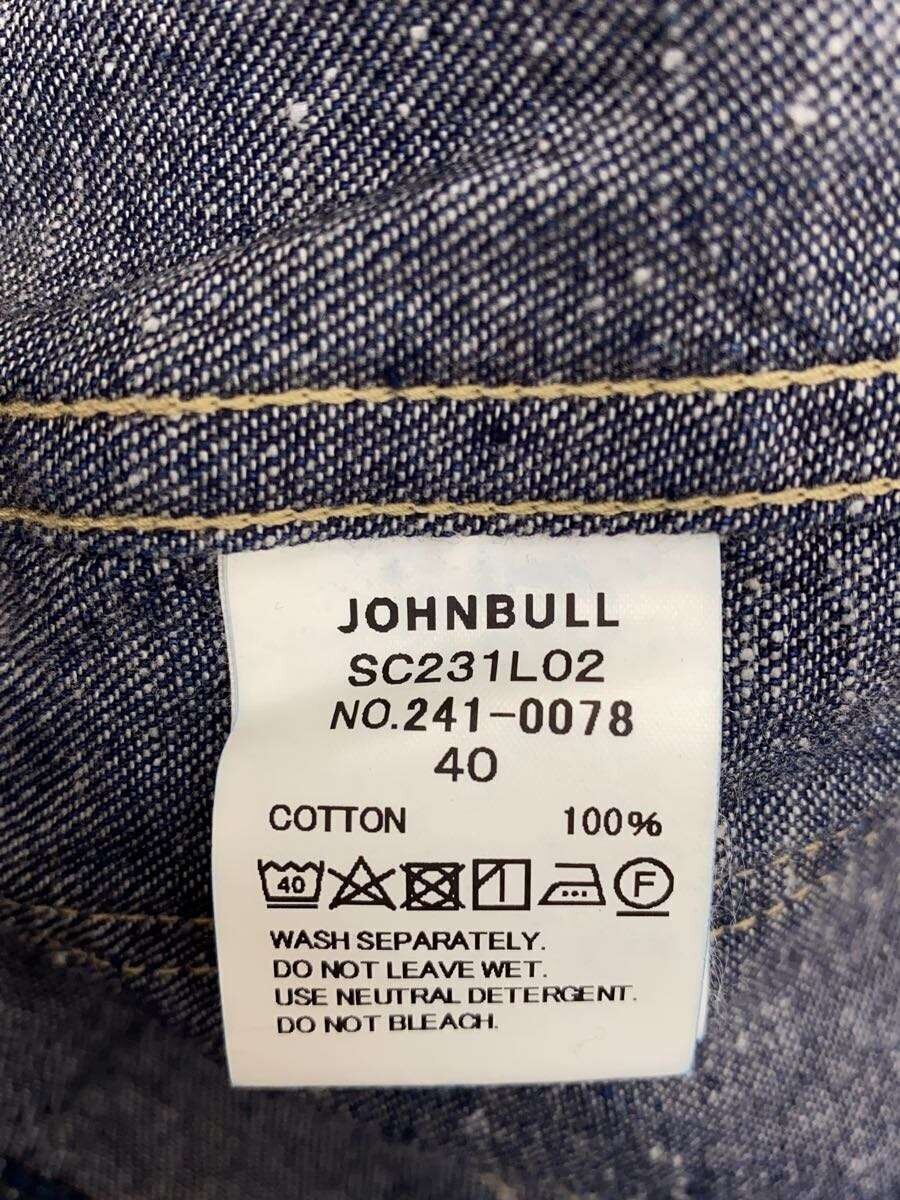 JOHNBULL
SC231L02
NO.241-0078
40
COTTON 100%
40 F
WASH SEPARATELY.
DO NOT LEAVE WET.
USE NEUTRAL DETERGENT.
DO NOT BLEACH.